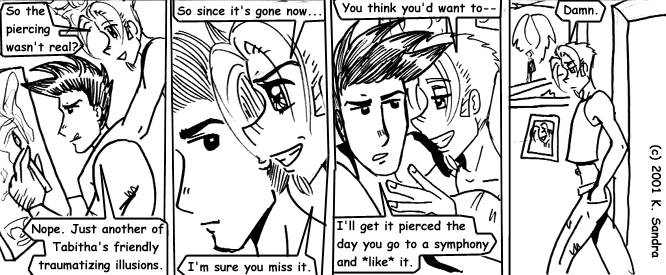 So the
piercing
wasn't real?
Nope. Just another of
Tabitha's friendly
traumatizing illusions.
So since it's gone now...
I'm sure you miss it.
You think you'd want to--
I'll get it pierced the
day you go to a symphony
and *like* it.
Damn.
(c) 2001 K. Sandra